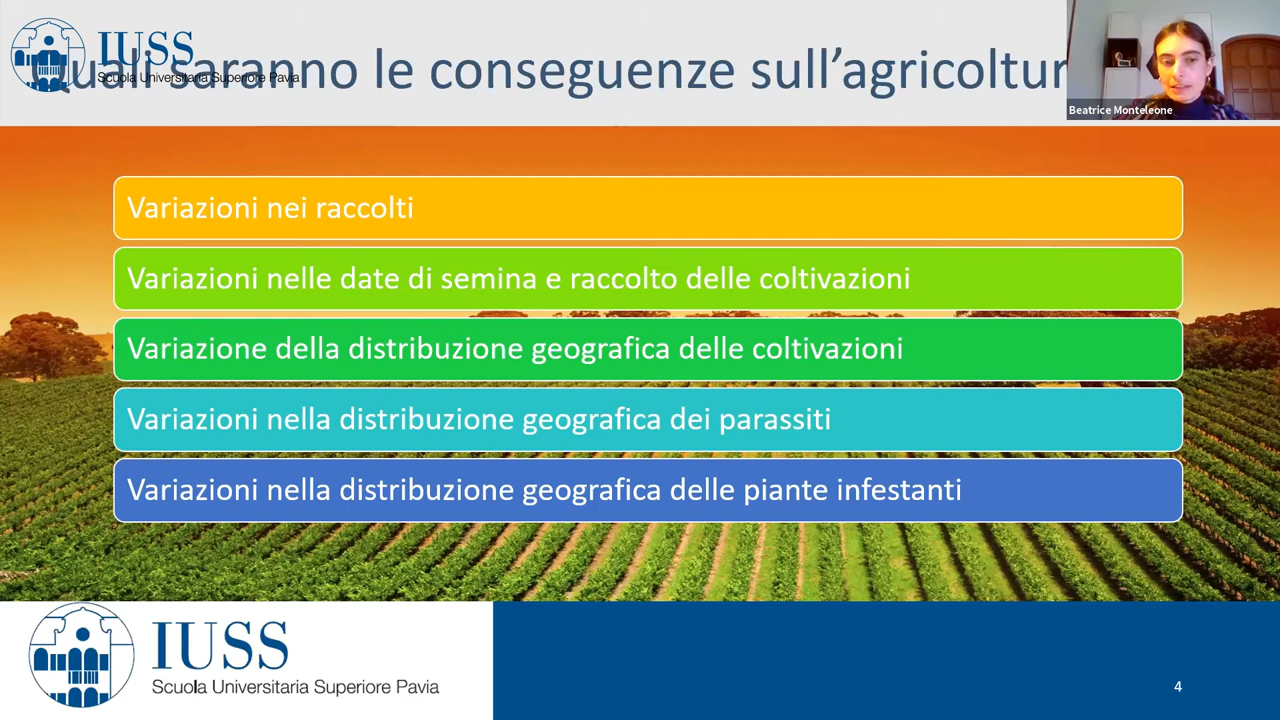 IUSS
Scuola Universitaria Superiore Pavia
Quali saranno le conseguenze sull'agricoltur
Beatrice Monteleone
Variazioni nei raccolti
Variazioni nelle date di semina e raccolto delle coltivazioni
Variazione della distribuzione geografica delle coltivazioni
Variazioni nella distribuzione geografica dei parassiti
Variazioni nella distribuzione geografica delle piante infestanti
IUSS
Scuola Universitaria Superiore Pavia
4